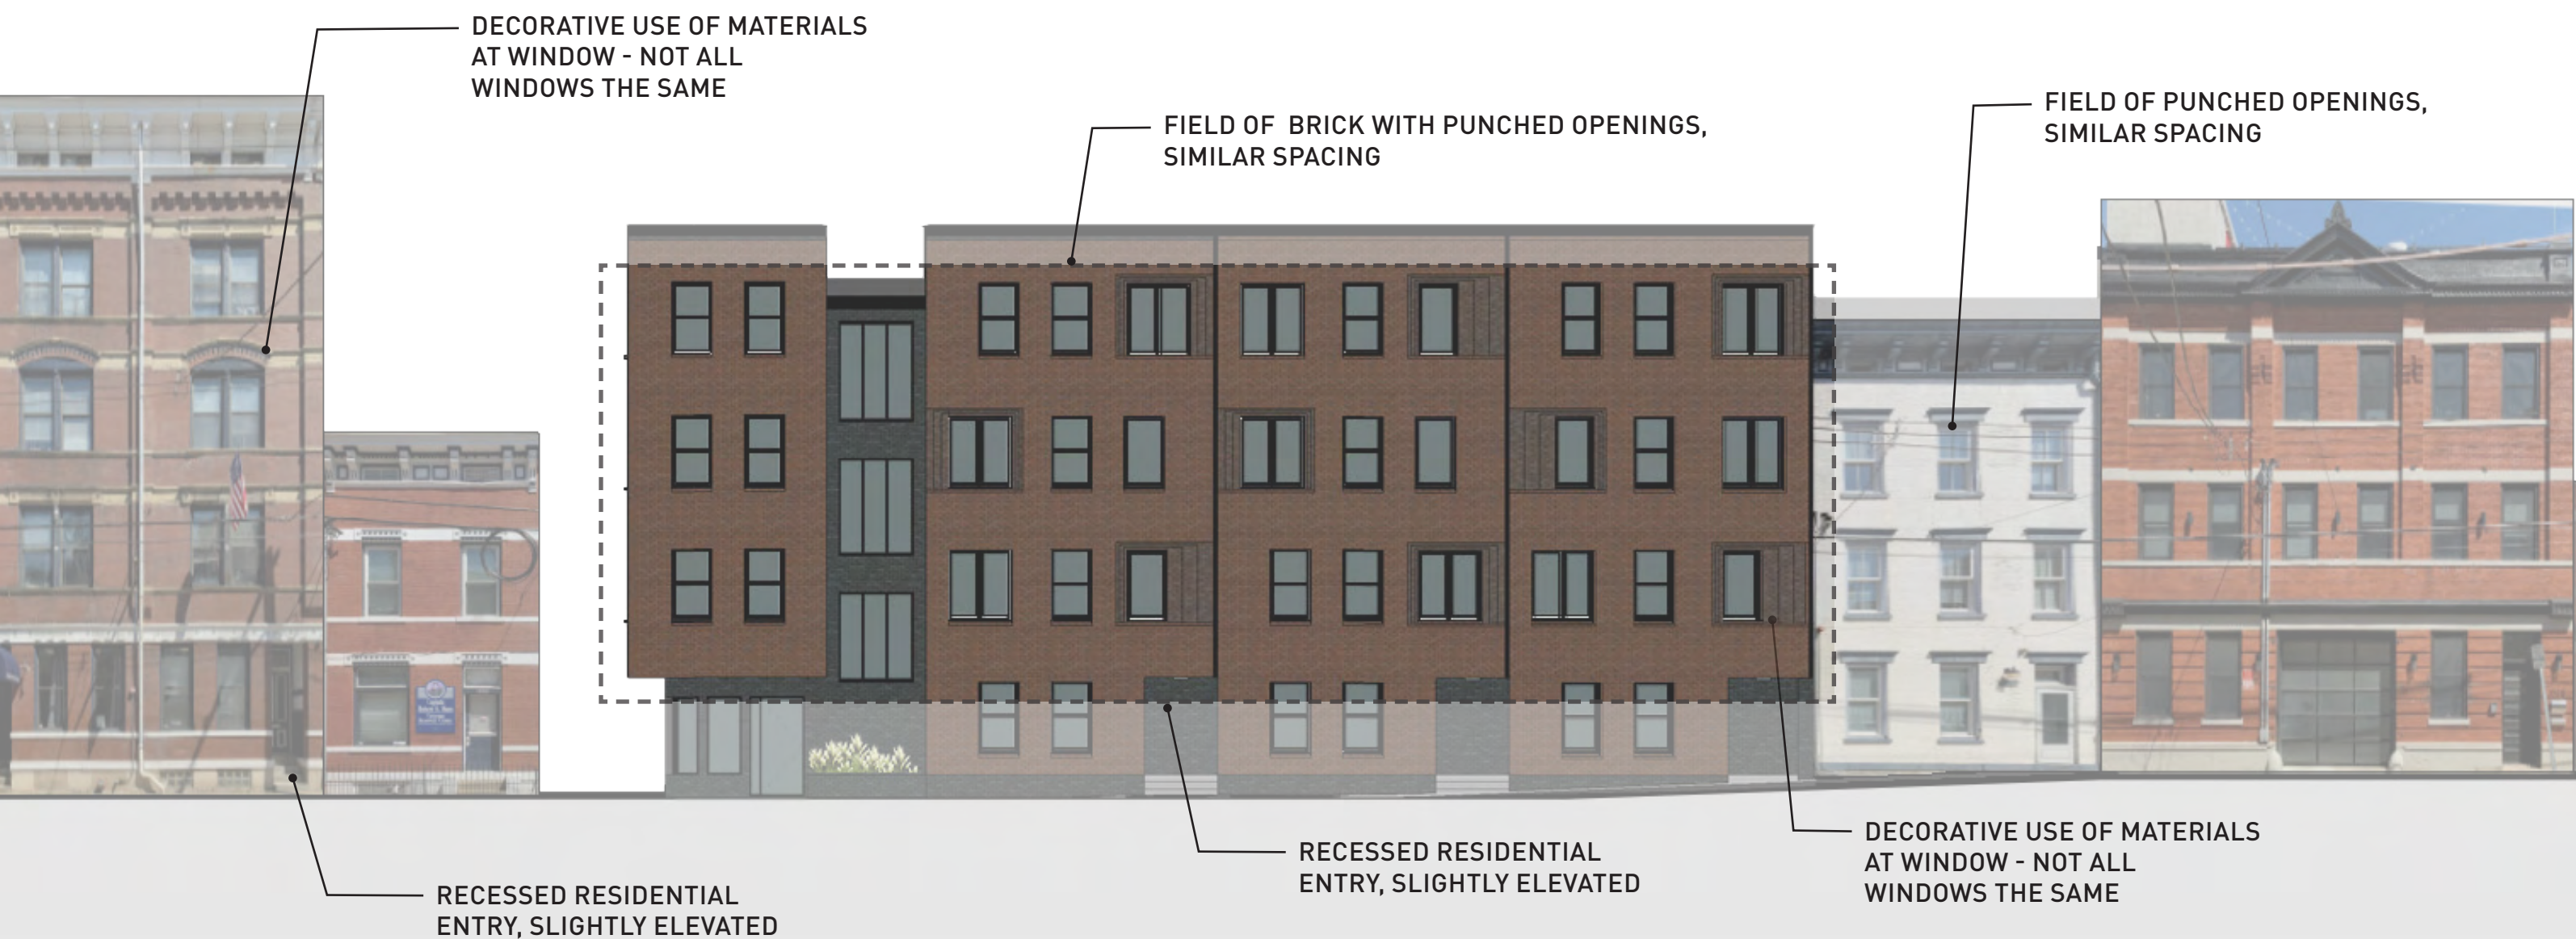 DECORATIVE USE OF MATERIALS
AT WINDOW - NOT ALL
WINDOWS THE SAME
FIELD OF BRICK WITH PUNCHED OPENINGS,
SIMILAR SPACING
FIELD OF PUNCHED OPENINGS,
SIMILAR SPACING
RECESSED RESIDENTIAL
ENTRY, SLIGHTLY ELEVATED
RECESSED RESIDENTIAL
ENTRY, SLIGHTLY ELEVATED
DECORATIVE USE OF MATERIALS
AT WINDOW - NOT ALL
WINDOWS THE SAME